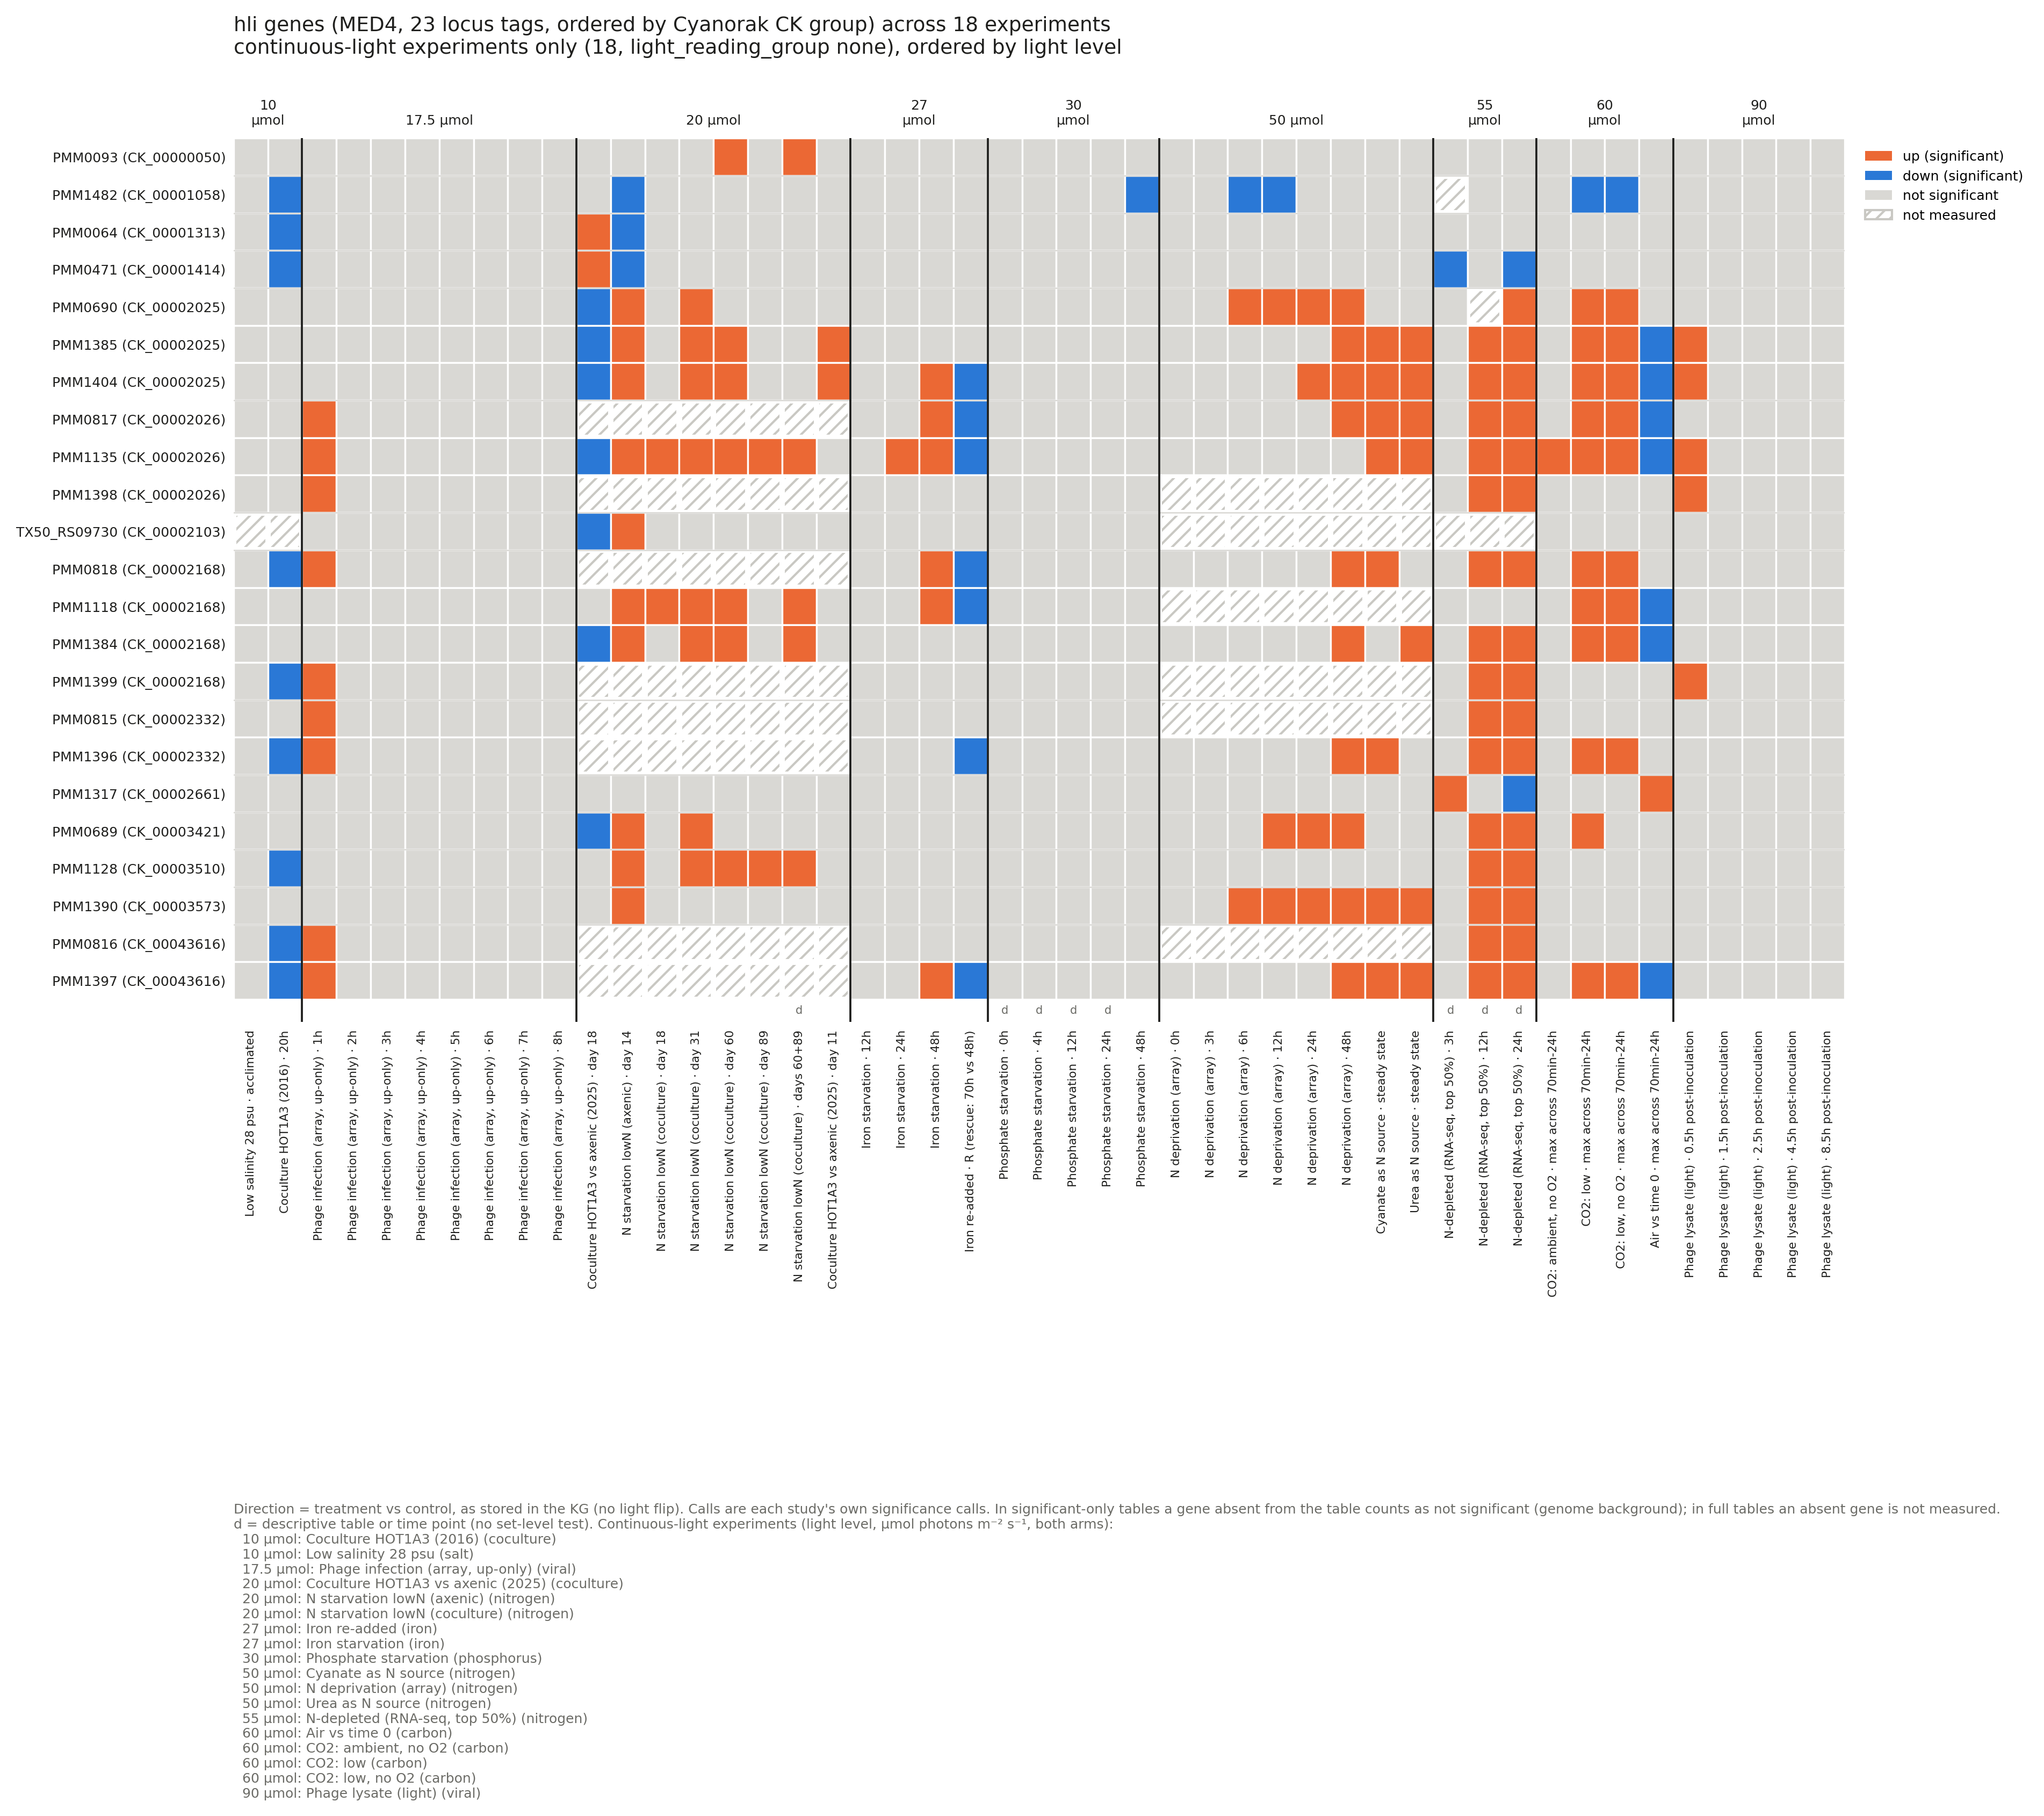 hli genes (MED4, 23 locus tags, ordered by Cyanorak CK group) across 18 experiments
continuous-light experiments only (18, light_reading_group none), ordered by light level
10
µmol
17.5 µmol
20 µmol
27
µmol
30
µmol
50 µmol
55
µmol
60
µmol
90
µmol
up (significant)
down (significant)
not significant
not measured
PMM0093 (CK_00000050)
PMM1482 (CK_00001058)
PMM0064 (CK_00001313)
PMM0471 (CK_00001414)
PMM0690 (CK_00002025)
PMM1385 (CK_00002025)
PMM1404 (CK_00002025)
PMM0817 (CK_00002026)
PMM1135 (CK_00002026)
PMM1398 (CK_00002026)
TX50_RS09730 (CK_00002103)
PMM0818 (CK_00002168)
PMM1118 (CK_00002168)
PMM1384 (CK_00002168)
PMM1399 (CK_00002168)
PMM0815 (CK_00002332)
PMM1396 (CK_00002332)
PMM1317 (CK_00002661)
PMM0689 (CK_00003421)
PMM1128 (CK_00003510)
PMM1390 (CK_00003573)
PMM0816 (CK_00043616)
PMM1397 (CK_00043616)
d d d d d d d d
Low salinity 28 psu · acclimated
Coculture HOT1A3 (2016) · 20h
Phage infection (array, up-only) · 1h
Phage infection (array, up-only) · 2h
Phage infection (array, up-only) · 3h
Phage infection (array, up-only) · 4h
Phage infection (array, up-only) · 5h
Phage infection (array, up-only) · 6h
Phage infection (array, up-only) · 7h
Phage infection (array, up-only) · 8h
Coculture HOT1A3 vs axenic (2025) · day 18
N starvation lowN (axenic) · day 14
N starvation lowN (coculture) · day 18
N starvation lowN (coculture) · day 31
N starvation lowN (coculture) · day 60
N starvation lowN (coculture) · day 89
N starvation lowN (coculture) · days 60+89
Coculture HOT1A3 vs axenic (2025) · day 11
Iron starvation · 12h
Iron starvation · 24h
Iron starvation · 48h
Iron re-added · R (rescue: 70h vs 48h)
Phosphate starvation · 0h
Phosphate starvation · 4h
Phosphate starvation · 12h
Phosphate starvation · 24h
Phosphate starvation · 48h
N deprivation (array) · 0h
N deprivation (array) · 3h
N deprivation (array) · 6h
N deprivation (array) · 12h
N deprivation (array) · 24h
N deprivation (array) · 48h
Cyanate as N source · steady state
Urea as N source · steady state
N-depleted (RNA-seq, top 50%) · 3h
N-depleted (RNA-seq, top 50%) · 12h
N-depleted (RNA-seq, top 50%) · 24h
CO2: ambient, no O2 · max across 70min-24h
CO2: low · max across 70min-24h
CO2: low, no O2 · max across 70min-24h
Air vs time 0 · max across 70min-24h
Phage lysate (light) · 0.5h post-inoculation
Phage lysate (light) · 1.5h post-inoculation
Phage lysate (light) · 2.5h post-inoculation
Phage lysate (light) · 4.5h post-inoculation
Phage lysate (light) · 8.5h post-inoculation
Direction = treatment vs control, as stored in the KG (no light flip). Calls are each study's own significance calls. In significant-only tables a gene absent from the table counts as not significant (genome background); in full tables an absent gene is not measured.
d = descriptive table or time point (no set-level test). Continuous-light experiments (light level, µmol photons m⁻² s⁻¹, both arms):
10 µmol: Coculture HOT1A3 (2016) (coculture)
10 µmol: Low salinity 28 psu (salt)
17.5 µmol: Phage infection (array, up-only) (viral)
20 µmol: Coculture HOT1A3 vs axenic (2025) (coculture)
20 µmol: N starvation lowN (axenic) (nitrogen)
20 µmol: N starvation lowN (coculture) (nitrogen)
27 µmol: Iron re-added (iron)
27 µmol: Iron starvation (iron)
30 µmol: Phosphate starvation (phosphorus)
50 µmol: Cyanate as N source (nitrogen)
50 µmol: N deprivation (array) (nitrogen)
50 µmol: Urea as N source (nitrogen)
55 µmol: N-depleted (RNA-seq, top 50%) (nitrogen)
60 µmol: Air vs time 0 (carbon)
60 µmol: CO2: ambient, no O2 (carbon)
60 µmol: CO2: low (carbon)
60 µmol: CO2: low, no O2 (carbon)
90 µmol: Phage lysate (light) (viral)